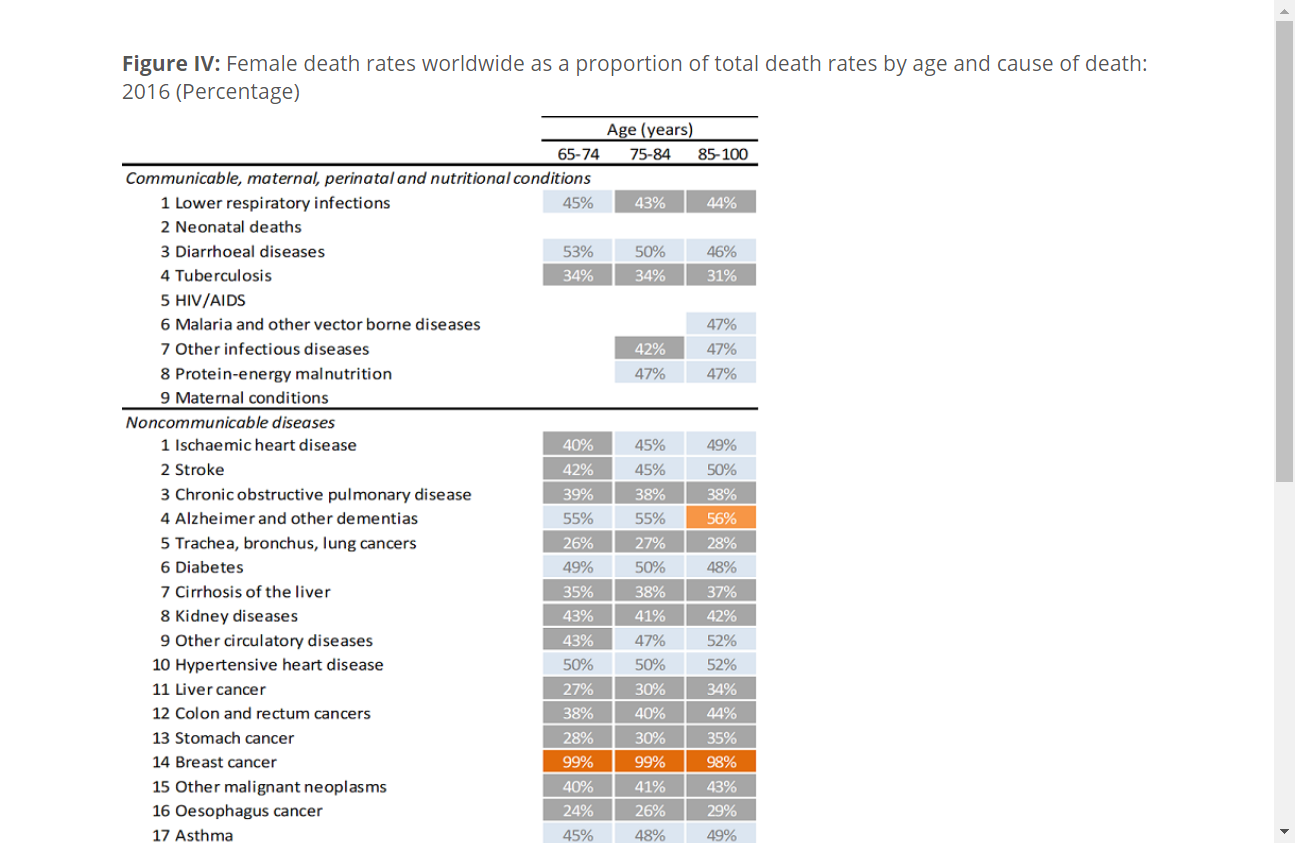 Figure IV: Female death rates worldwide as a proportion of total death rates by age and cause of death:
2016 (Percentage)
Age (years)
65-74 75-84 85-100
Communicable, maternal, perinatal and nutritional conditions
1 Lower respiratory infections 45% 43% 44%
2 Neonatal deaths
3 Diarrhoeal diseases 53% 50% 46%
4 Tuberculosis 34% 34% 31%
5 HIV/AIDS
6 Malaria and other vector borne diseases 47%
7 Other infectious diseases 42% 47%
8 Protein-energy malnutrition 47% 47%
9 Maternal conditions
Noncommunicable diseases
1 Ischaemic heart disease 40% 45% 49%
2 Stroke 42% 45% 50%
3 Chronic obstructive pulmonary disease 39% 38% 38%
4 Alzheimer and other dementias 55% 55% 56%
5 Trachea, bronchus, lung cancers 26% 27% 28%
6 Diabetes 49% 50% 48%
7 Cirrhosis of the liver 35% 38% 37%
8 Kidney diseases 43% 41% 42%
9 Other circulatory diseases 43% 47% 52%
10 Hypertensive heart disease 50% 50% 52%
11 Liver cancer 27% 30% 34%
12 Colon and rectum cancers 38% 40% 44%
13 Stomach cancer 28% 30% 35%
14 Breast cancer 99% 99% 98%
15 Other malignant neoplasms 40% 41% 43%
16 Oesophagus cancer 24% 26% 29%
17 Asthma 45% 48% 49%